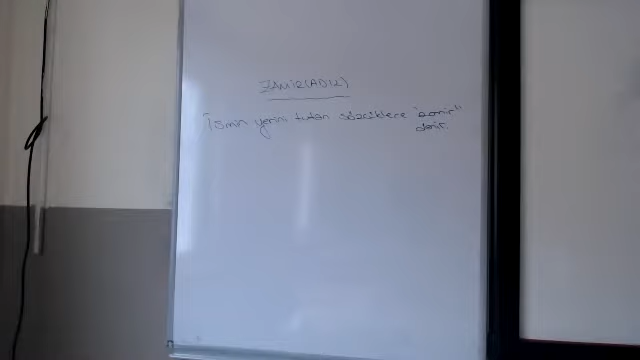 ZAMİR(ADIL)
İsmin yerini tutan sözcüklere "zamir"
denir.